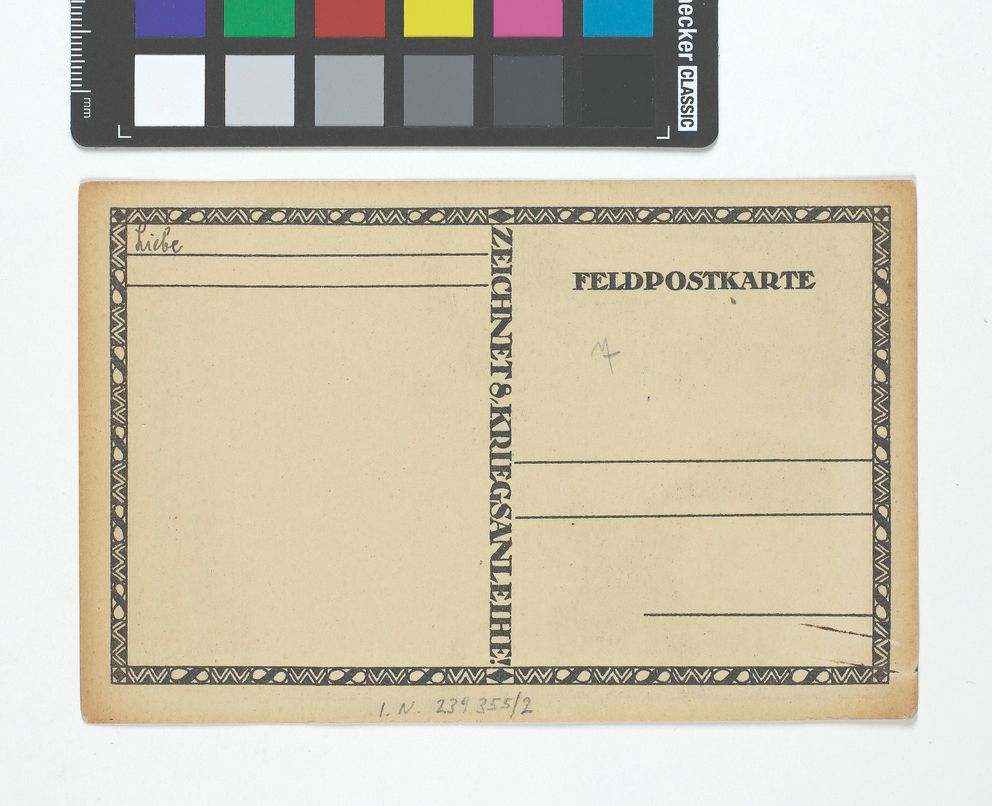 mm
ecker
CLASSIC
Liebe
ZEICHNET 8. KRIEGSANLEIHE!
FELDPOSTKARTE
I. N. 239 355/2